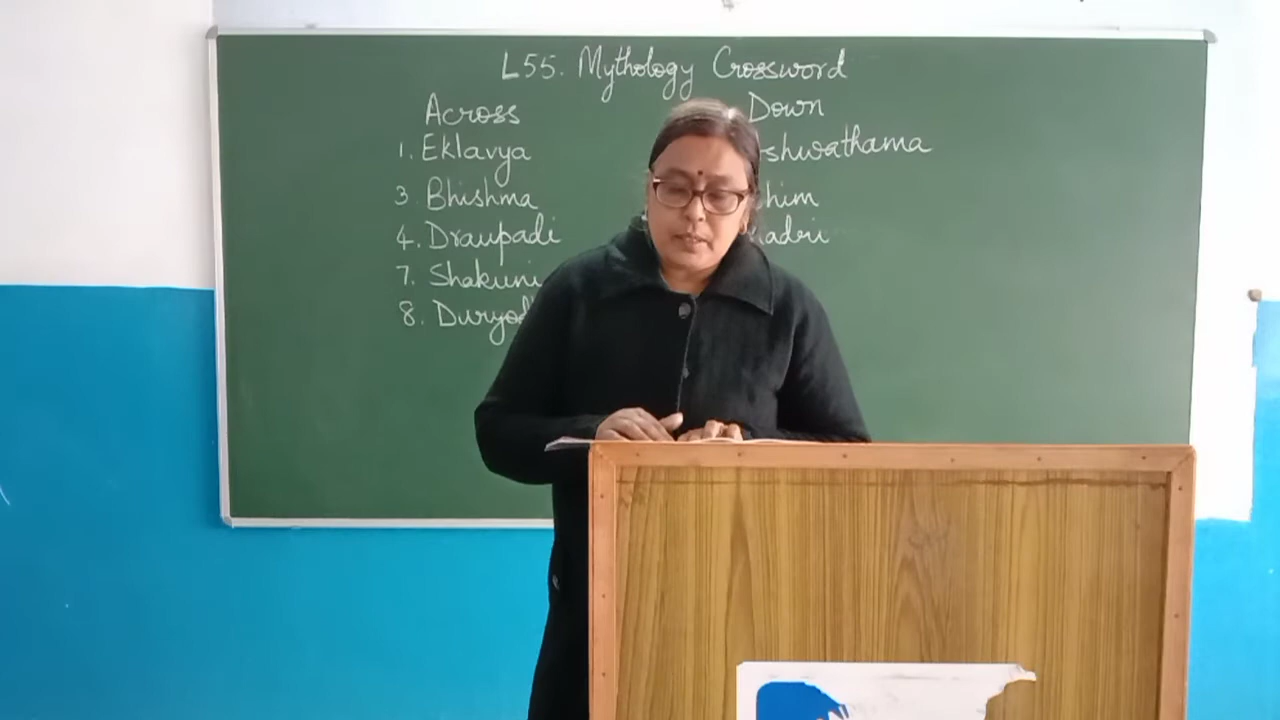 L55. Mythology Crossword
Across Down
1. Eklavya shwathama
3 Bhishma him
4. Draupadi adri
7. Shakuni
8. Duryod